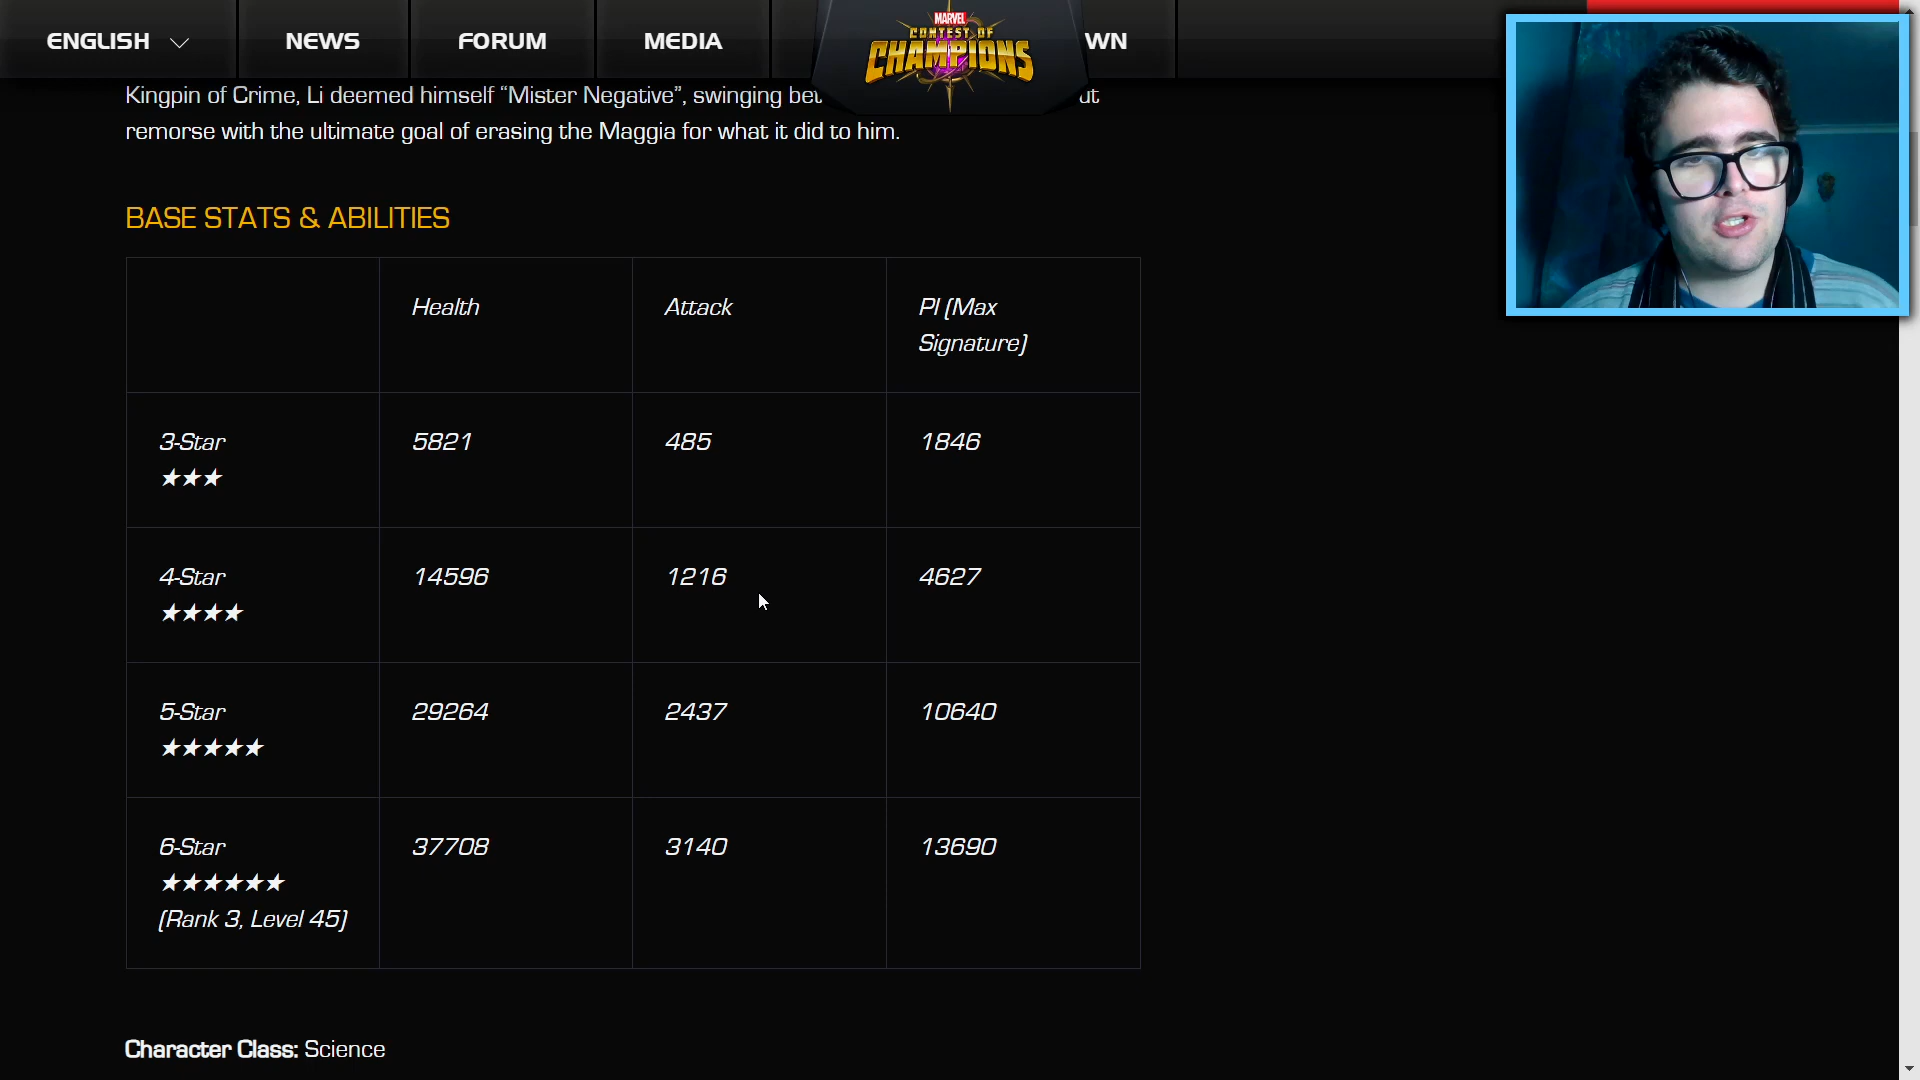 ENGLISH
NEWS
FORUM
MEDIA
MARVEL
CONTEST OF
CHAMPIONS
WN
Kingpin of Crime, Li deemed himself “Mister Negative”, swinging bet ut
remorse with the ultimate goal of erasing the Maggia for what it did to him.
BASE STATS & ABILITIES
Health Attack PI (Max
Signature)
3-Star 5821 485 1846
★★★
4-Star 14596 1216 4627
★★★★
5-Star 29264 2437 10640
★★★★★
6-Star 37708 3140 13690
★★★★★★
(Rank 3, Level 45)
Character Class: Science